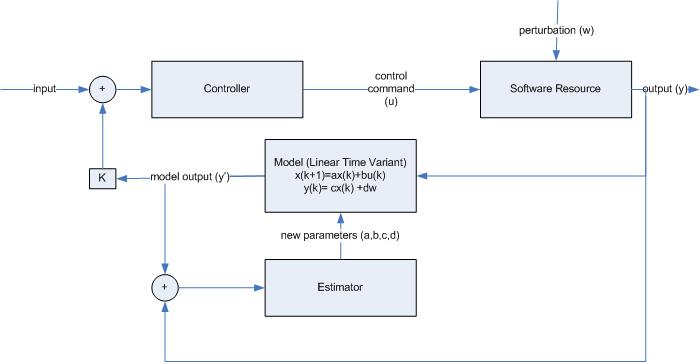 perturbation (w)
input
+
Controller
control
command
(u)
Software Resource
output (y)
Model (Linear Time Variant)
x(k+1)=ax(k)+bu(k)
y(k)= cx(k) +dw
K
model output (y')
new parameters (a,b,c,d)
+
Estimator